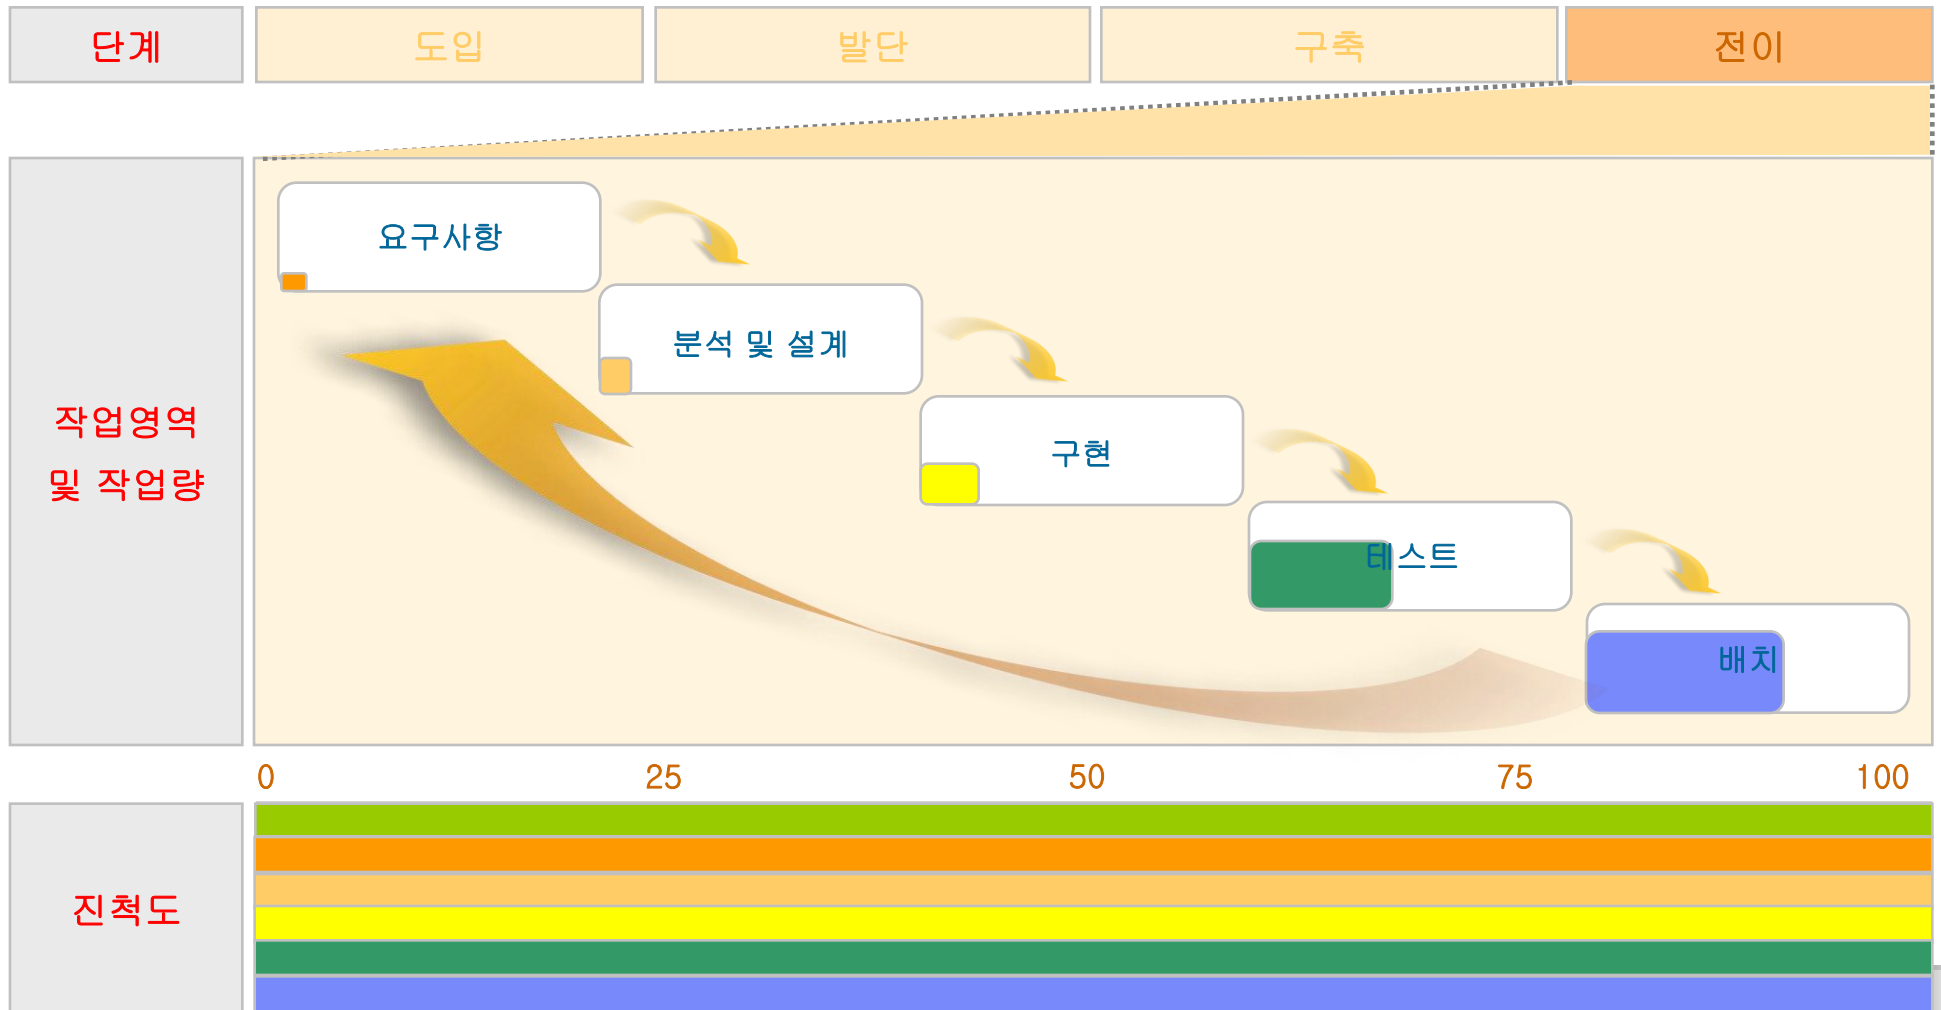 단계
도입
발단
구축
전이
작업영역
및 작업량
요구사항
분석 및 설계
구현
테스트
배치
0
25
50
75
100
진척도